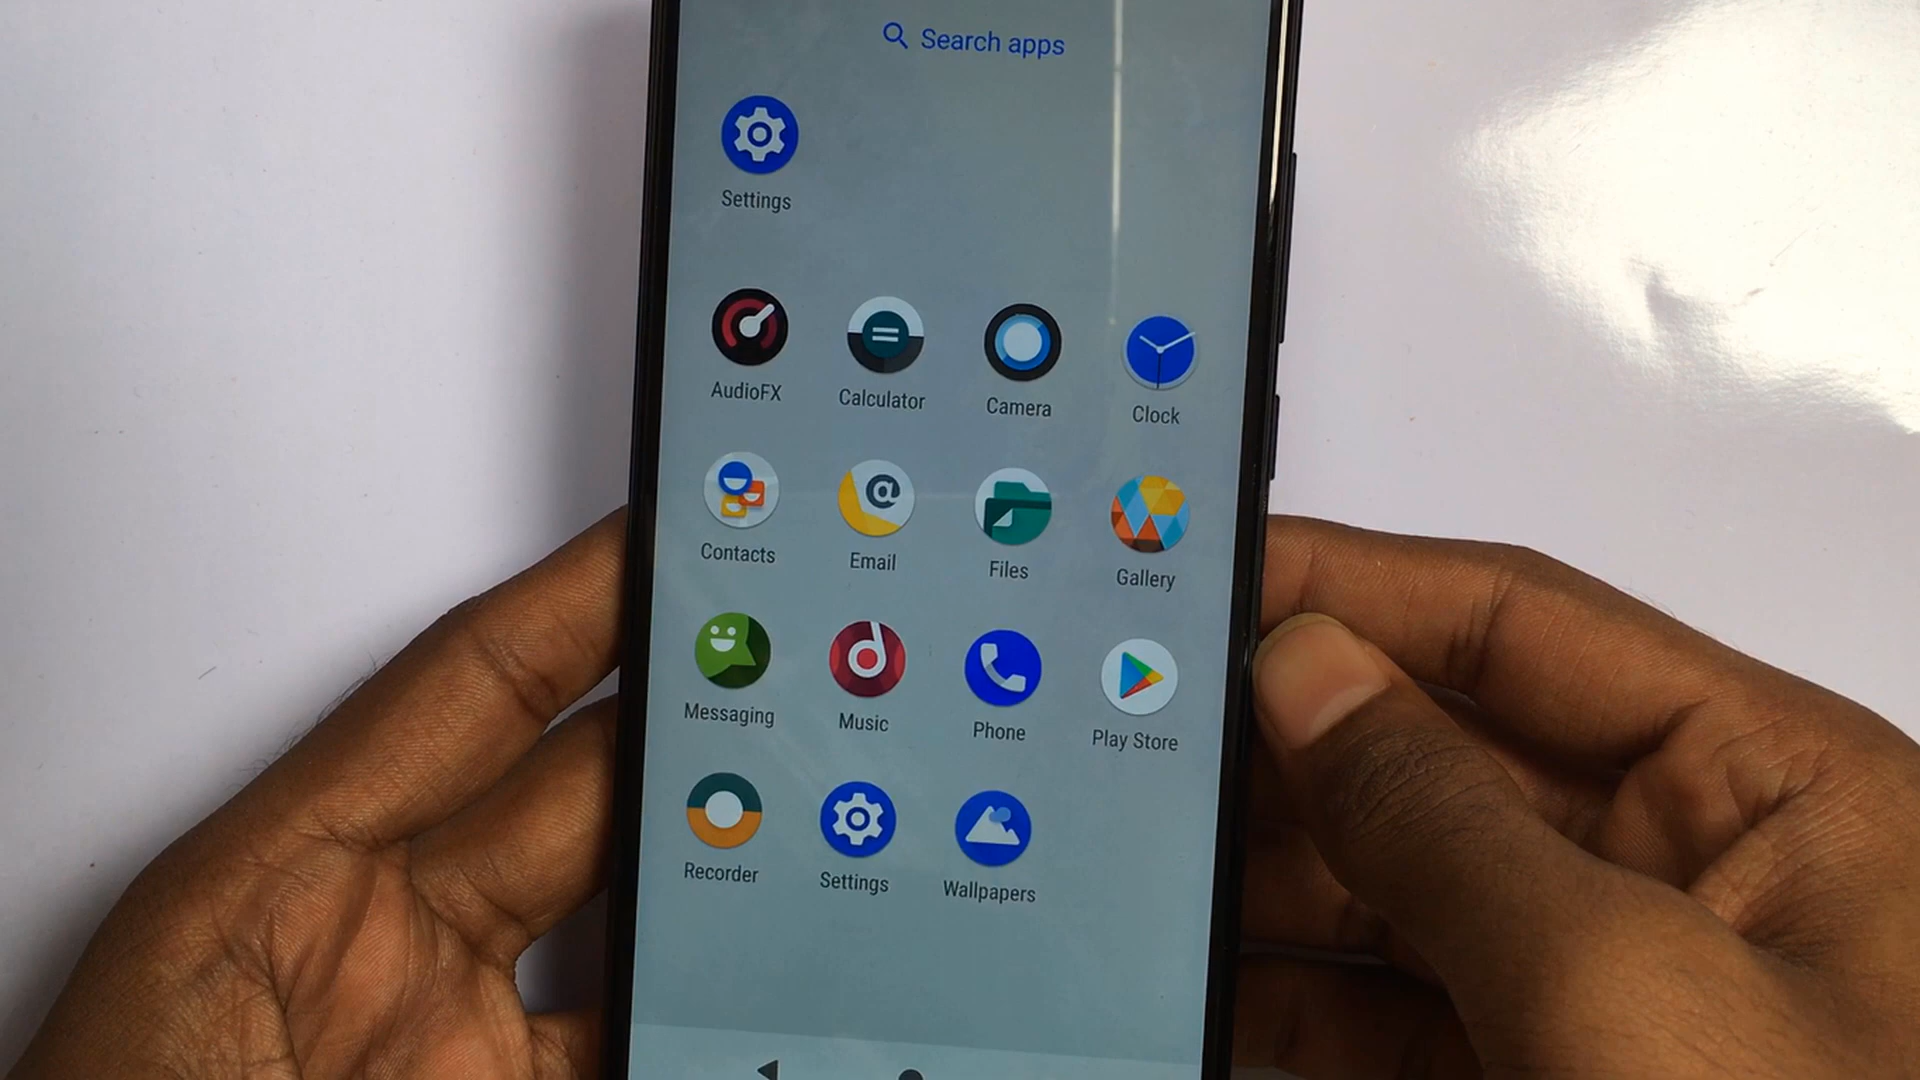 Search apps
Settings
AudioFX Calculator Camera Clock
Contacts Email Files Gallery
Messaging Music Phone Play Store
Recorder Settings Wallpapers